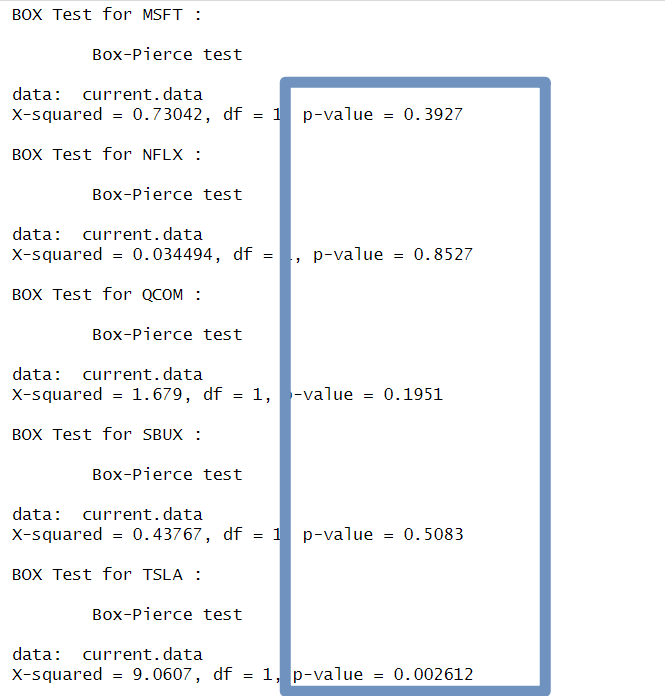 BOX Test for MSFT :
Box-Pierce test
data: current.data
X-squared = 0.73042, df = 1 p-value = 0.3927
BOX Test for NFLX :
Box-Pierce test
data: current.data
X-squared = 0.034494, df = , p-value = 0.8527
BOX Test for QCOM :
Box-Pierce test
data: current.data
X-squared = 1.679, df = 1, p-value = 0.1951
BOX Test for SBUX :
Box-Pierce test
data: current.data
X-squared = 0.43767, df = 1 p-value = 0.5083
BOX Test for TSLA :
Box-Pierce test
data: current.data
X-squared = 9.0607, df = 1, p-value = 0.002612